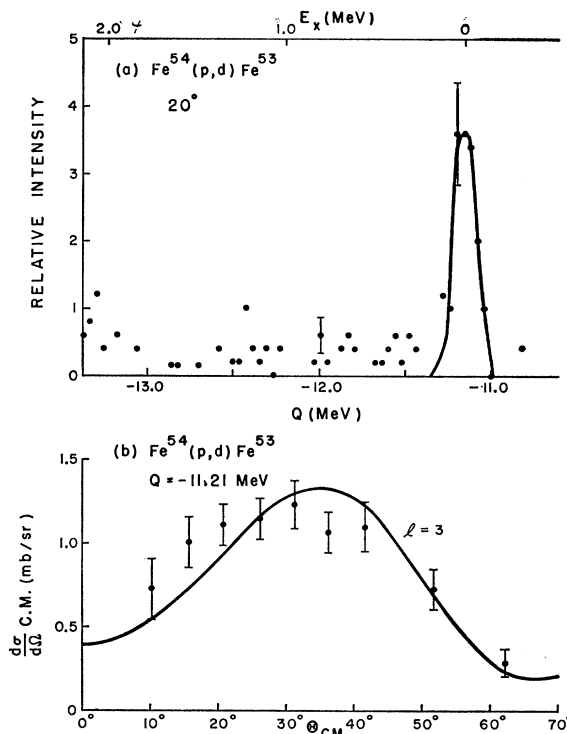 E_x (MeV)
2.0 1.0 0
5
(a) Fe^54 (p,d) Fe^53
20°
4
3
2
1
0
RELATIVE INTENSITY
-13.0 -12.0 -11.0
Q (MeV)
(b) Fe^54 (p,d) Fe^53
Q = -11.21 MeV
1.5
1.0
0.5
0
dσ/dΩ C.M. (mb/sr)
ℓ = 3
0° 10° 20° 30° 40° 50° 60° 70°
Θ_CM